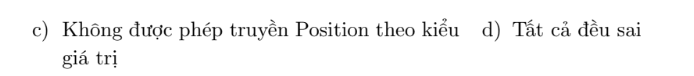 c) Không được phép truyền Position theo kiểu d) Tất cả đều sai
giá trị